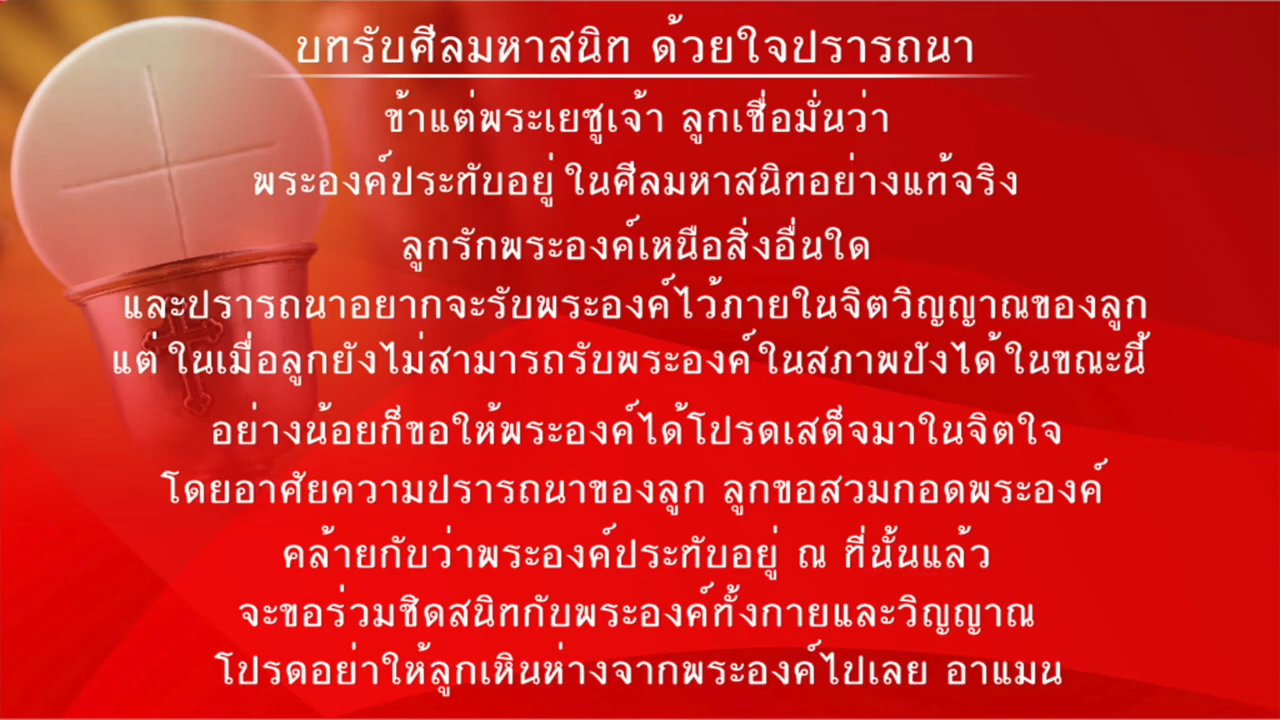 บทรับศีลมหาสนิท ด้วยใจปรารถนา
ข้าแต่พระเยซูเจ้า ลูกเชื่อมั่นว่า
พระองค์ประทับอยู่ ในศีลมหาสนิทอย่างแท้จริง
ลูกรักพระองค์เหนือสิ่งอื่นใด
และปรารถนาอยากจะรับพระองค์ไว้ภายในจิตวิญญาณของลูก
แต่ ในเมื่อลูกยังไม่สามารถรับพระองค์ ในสภาพปังได้ ในขณะนี้
อย่างน้อยก็ขอให้พระองค์ได้โปรดเสด็จมาในจิตใจ
โดยอาศัยความปรารถนาของลูก ลูกขอสวมกอดพระองค์
คล้ายกับว่าพระองค์ประทับอยู่ ณ ที่นั้นแล้ว
จะขอร่วมชิดสนิทกับพระองค์ทั้งกายและวิญญาณ
โปรดอย่าให้ลูกเหินห่างจากพระองค์ไปเลย อาแมน